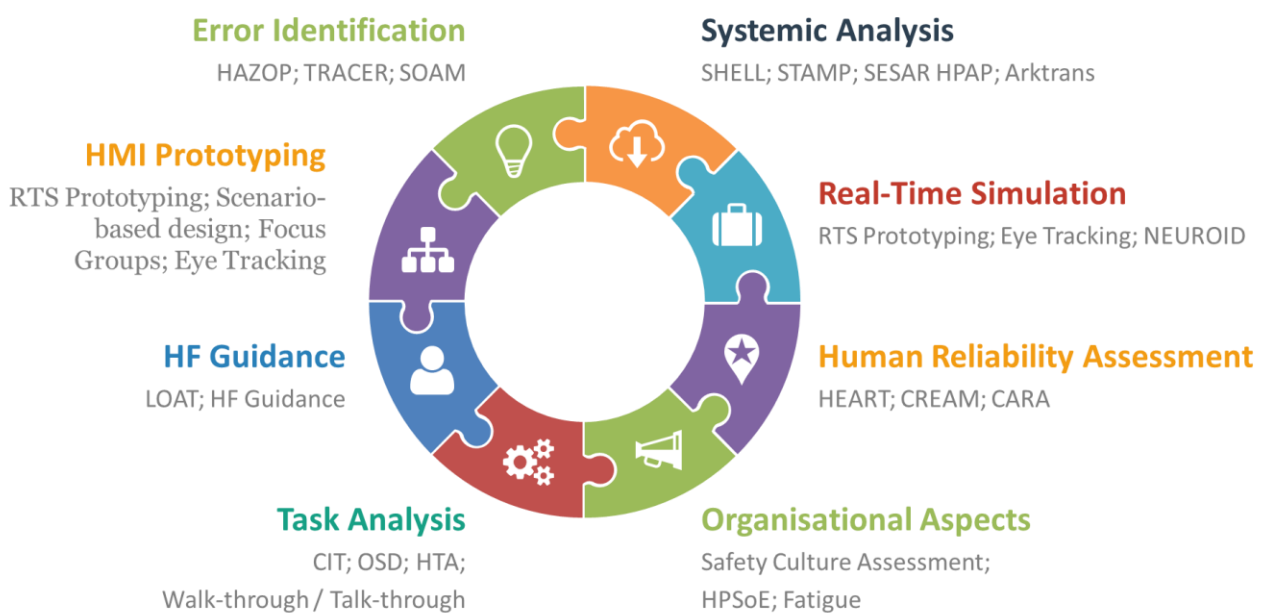 Error Identification
HAZOP; TRACER; SOAM
Systemic Analysis
SHELL; STAMP; SESAR HPAP; Arktrans
HMI Prototyping
RTS Prototyping; Scenario-
based design; Focus
Groups; Eye Tracking
Real-Time Simulation
RTS Prototyping; Eye Tracking; NEUROID
HF Guidance
LOAT; HF Guidance
Human Reliability Assessment
HEART; CREAM; CARA
Task Analysis
CIT; OSD; HTA;
Walk-through / Talk-through
Organisational Aspects
Safety Culture Assessment;
HPSoE; Fatigue